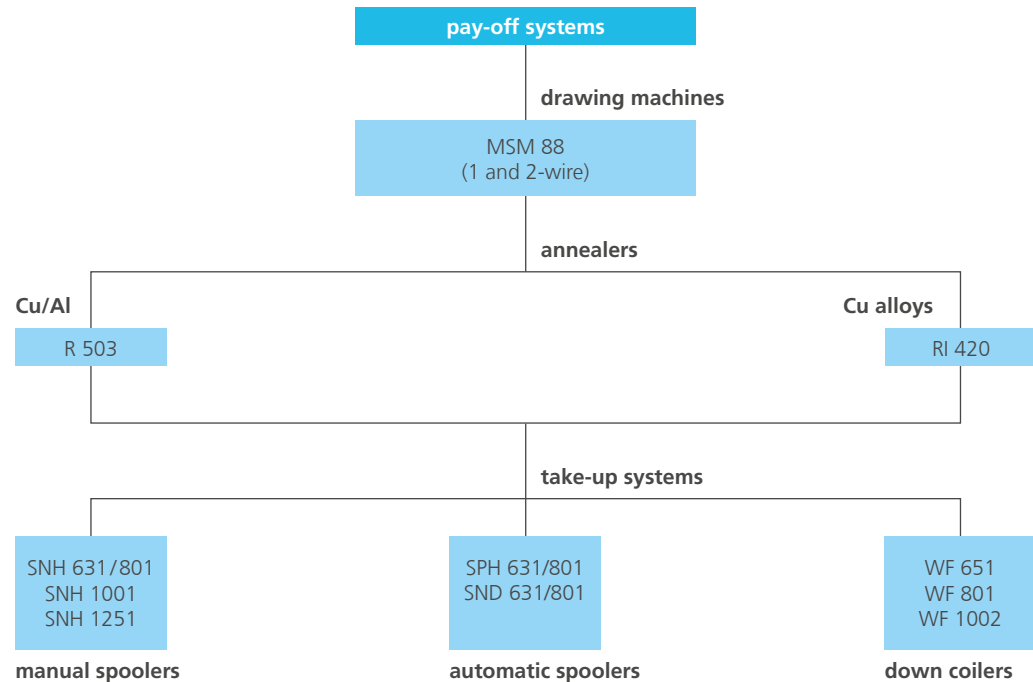 pay-off systems
drawing machines
MSM 88
(1 and 2-wire)
annealers
Cu/Al
Cu alloys
R 503
RI 420
take-up systems
SNH 631/801
SNH 1001
SNH 1251
SPH 631/801
SND 631/801
WF 651
WF 801
WF 1002
manual spoolers
automatic spoolers
down coilers